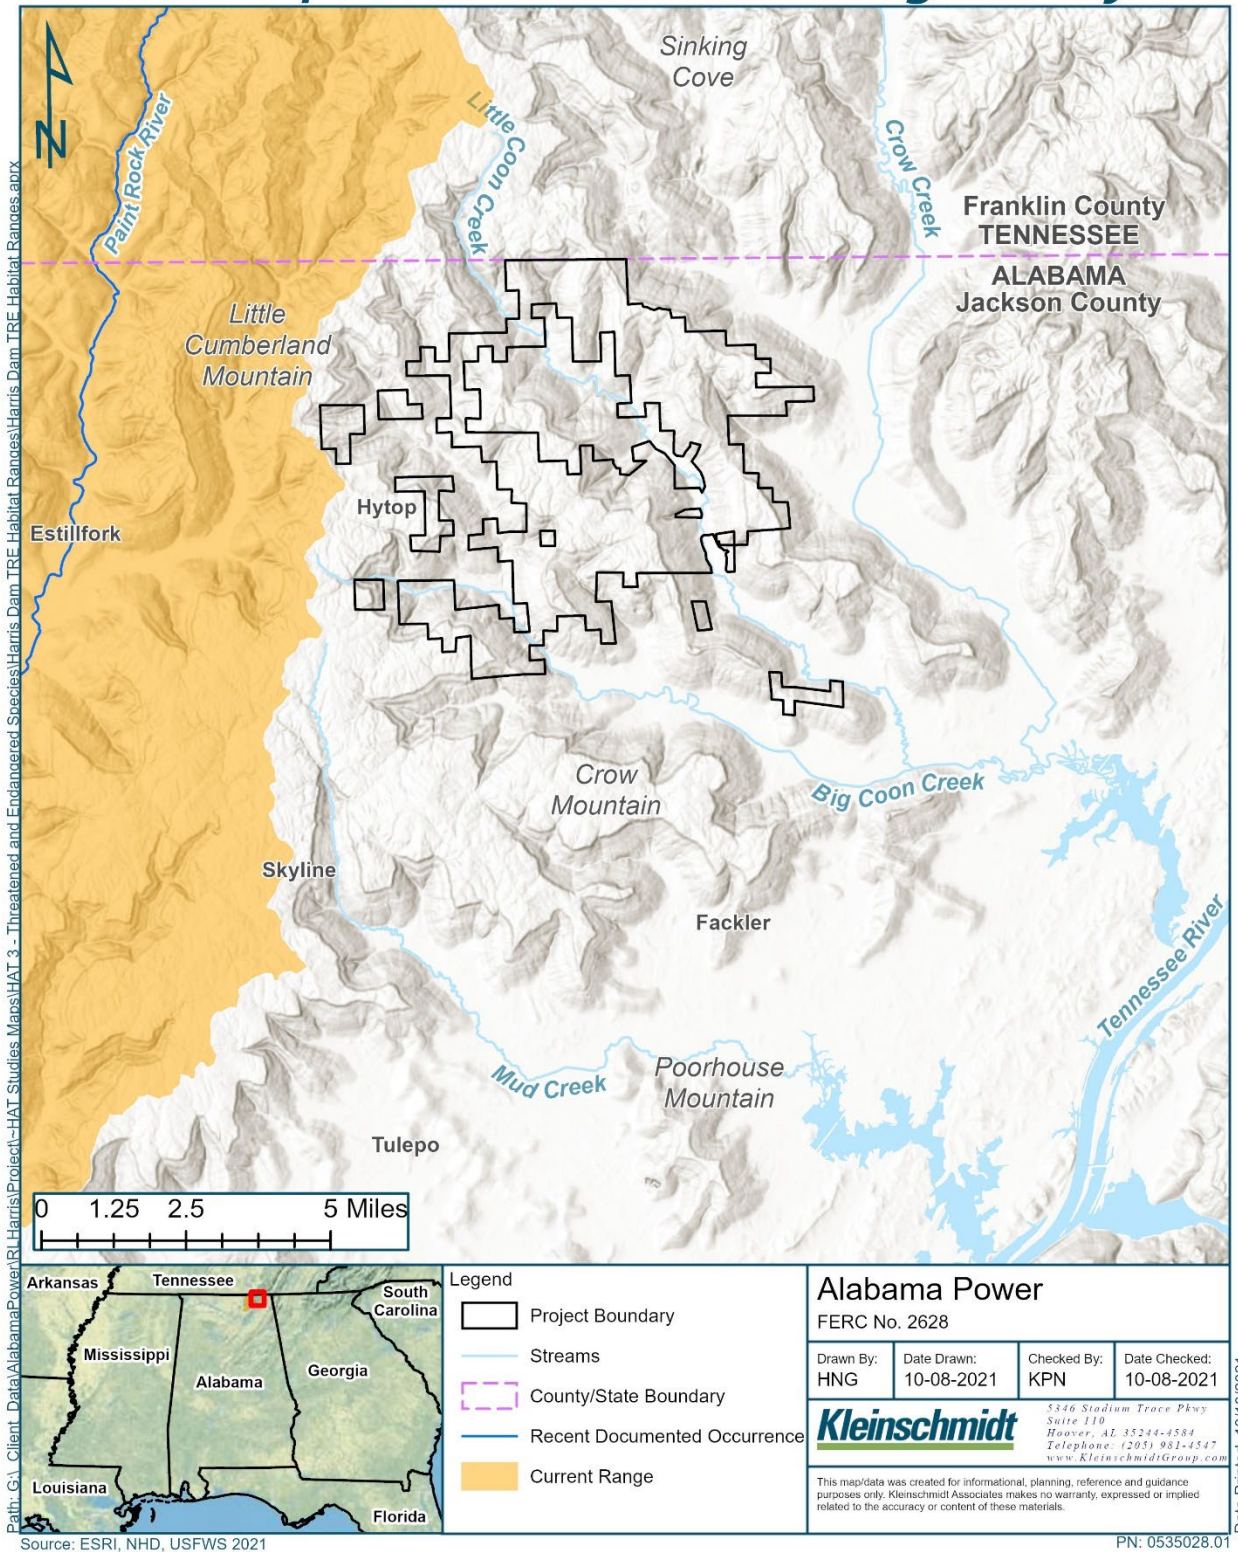 Sinking
Cove
Little Coon Creek
Crow Creek
Paint Rock River
Franklin County
TENNESSEE
ALABAMA
Jackson County
Little
Cumberland
Mountain
Hytop
Estillfork
Crow
Mountain
Big Coon Creek
Skyline
Fackler
Tennessee River
Mud Creek
Poorhouse
Mountain
Tulepo
0 1.25 2.5 5 Miles
N
Path: G:\_Client_Data\AlabamaPower\RLHarris\Project\~HAT Studies Maps\HAT 3 - Threatened and Endangered Species\Harris Dam TRE Habitat Ranges\Harris Dam TRE Habitat Ranges.aprx
Arkansas
Tennessee
South
Carolina
Mississippi
Alabama
Georgia
Louisiana
Florida
Legend
Project Boundary
Streams
County/State Boundary
Recent Documented Occurrence
Current Range
Alabama Power
FERC No. 2628
Drawn By: Date Drawn: Checked By: Date Checked:
HNG 10-08-2021 KPN 10-08-2021
Kleinschmidt
5346 Stadium Trace Pkwy
Suite 110
Hoover, AL 35244-4584
Telephone: (205) 981-4547
www.KleinschmidtGroup.com
This map/data was created for informational, planning, reference and guidance
purposes only. Kleinschmidt Associates makes no warranty, expressed or implied
related to the accuracy or content of these materials.
Source: ESRI, NHD, USFWS 2021
PN: 0535028.01